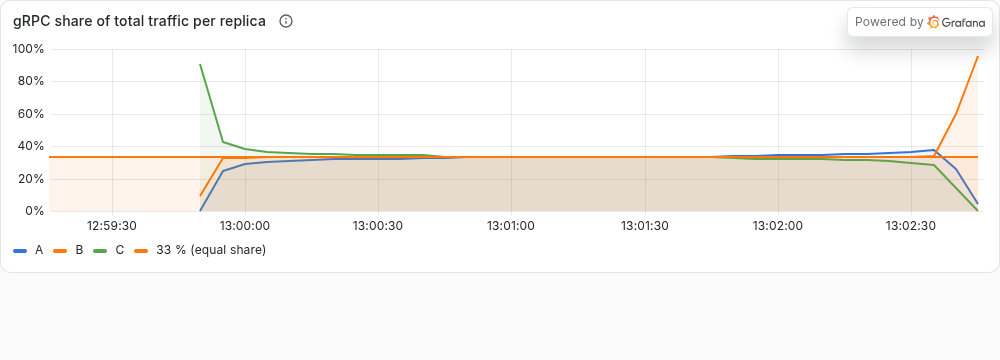 gRPC share of total traffic per replica
Powered by Grafana
100%
80%
60%
40%
20%
0%
12:59:30 13:00:00 13:00:30 13:01:00 13:01:30 13:02:00 13:02:30
A B C 33 % (equal share)